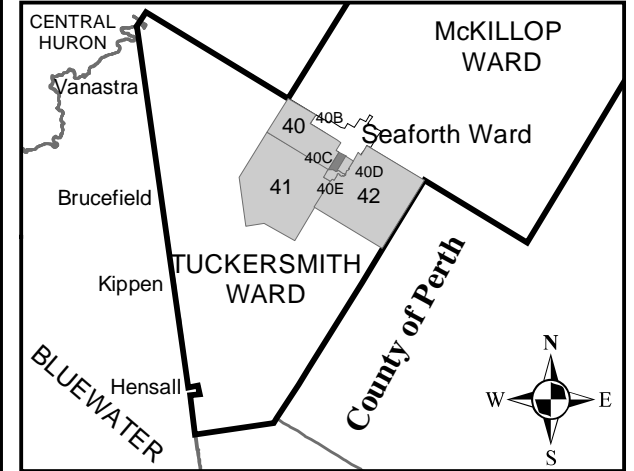 CENTRAL
HURON
McKILLOP
WARD
Vanastra
40B
40
Seaforth Ward
40C
40D
41
40E
42
Brucefield
TUCKERSMITH
WARD
Kippen
County of Perth
BLUEWATER
Hensall
N
W
E
S